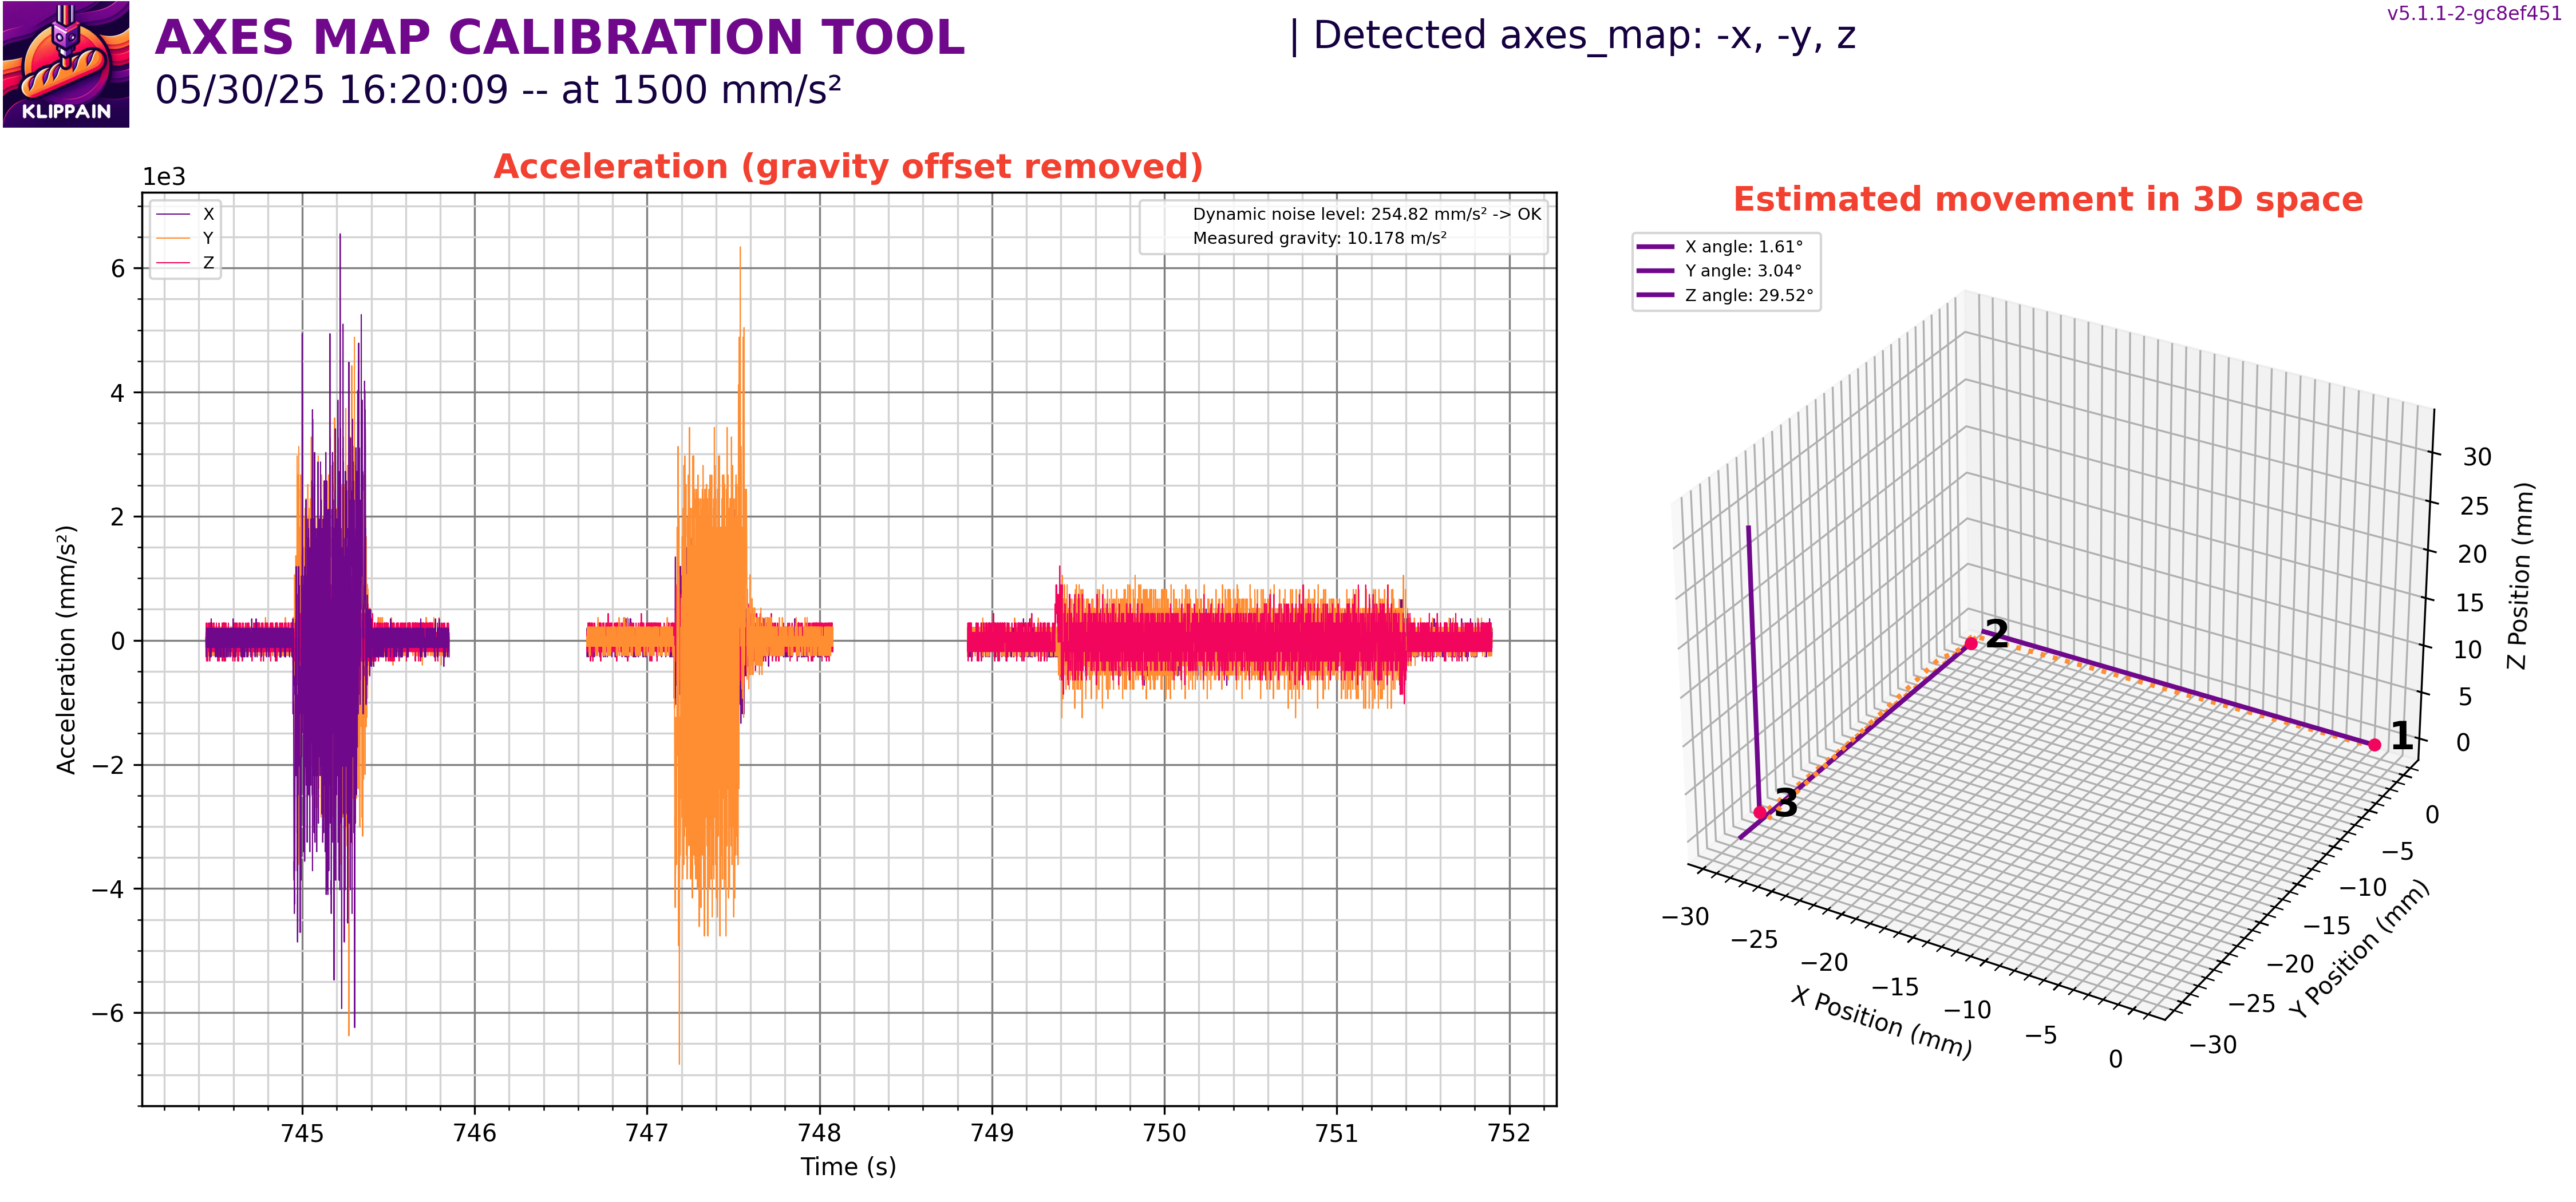 KLIPPAIN
AXES MAP CALIBRATION TOOL
05/30/25 16:20:09 -- at 1500 mm/s²
| Detected axes_map: -x, -y, z
v5.1.1-2-gc8ef451
Acceleration (gravity offset removed)
1e3
X
Y
Z
Dynamic noise level: 254.82 mm/s² -> OK
Measured gravity: 10.178 m/s²
6
4
2
0
−2
−4
−6
Acceleration (mm/s²)
745
746
747
748
749
750
751
752
Time (s)
Estimated movement in 3D space
X angle: 1.61°
Y angle: 3.04°
Z angle: 29.52°
1
2
3
30
25
20
15
10
5
0
Z Position (mm)
0
−5
−10
−15
−20
−25
−30
Y Position (mm)
−30
−25
−20
−15
−10
−5
0
X Position (mm)